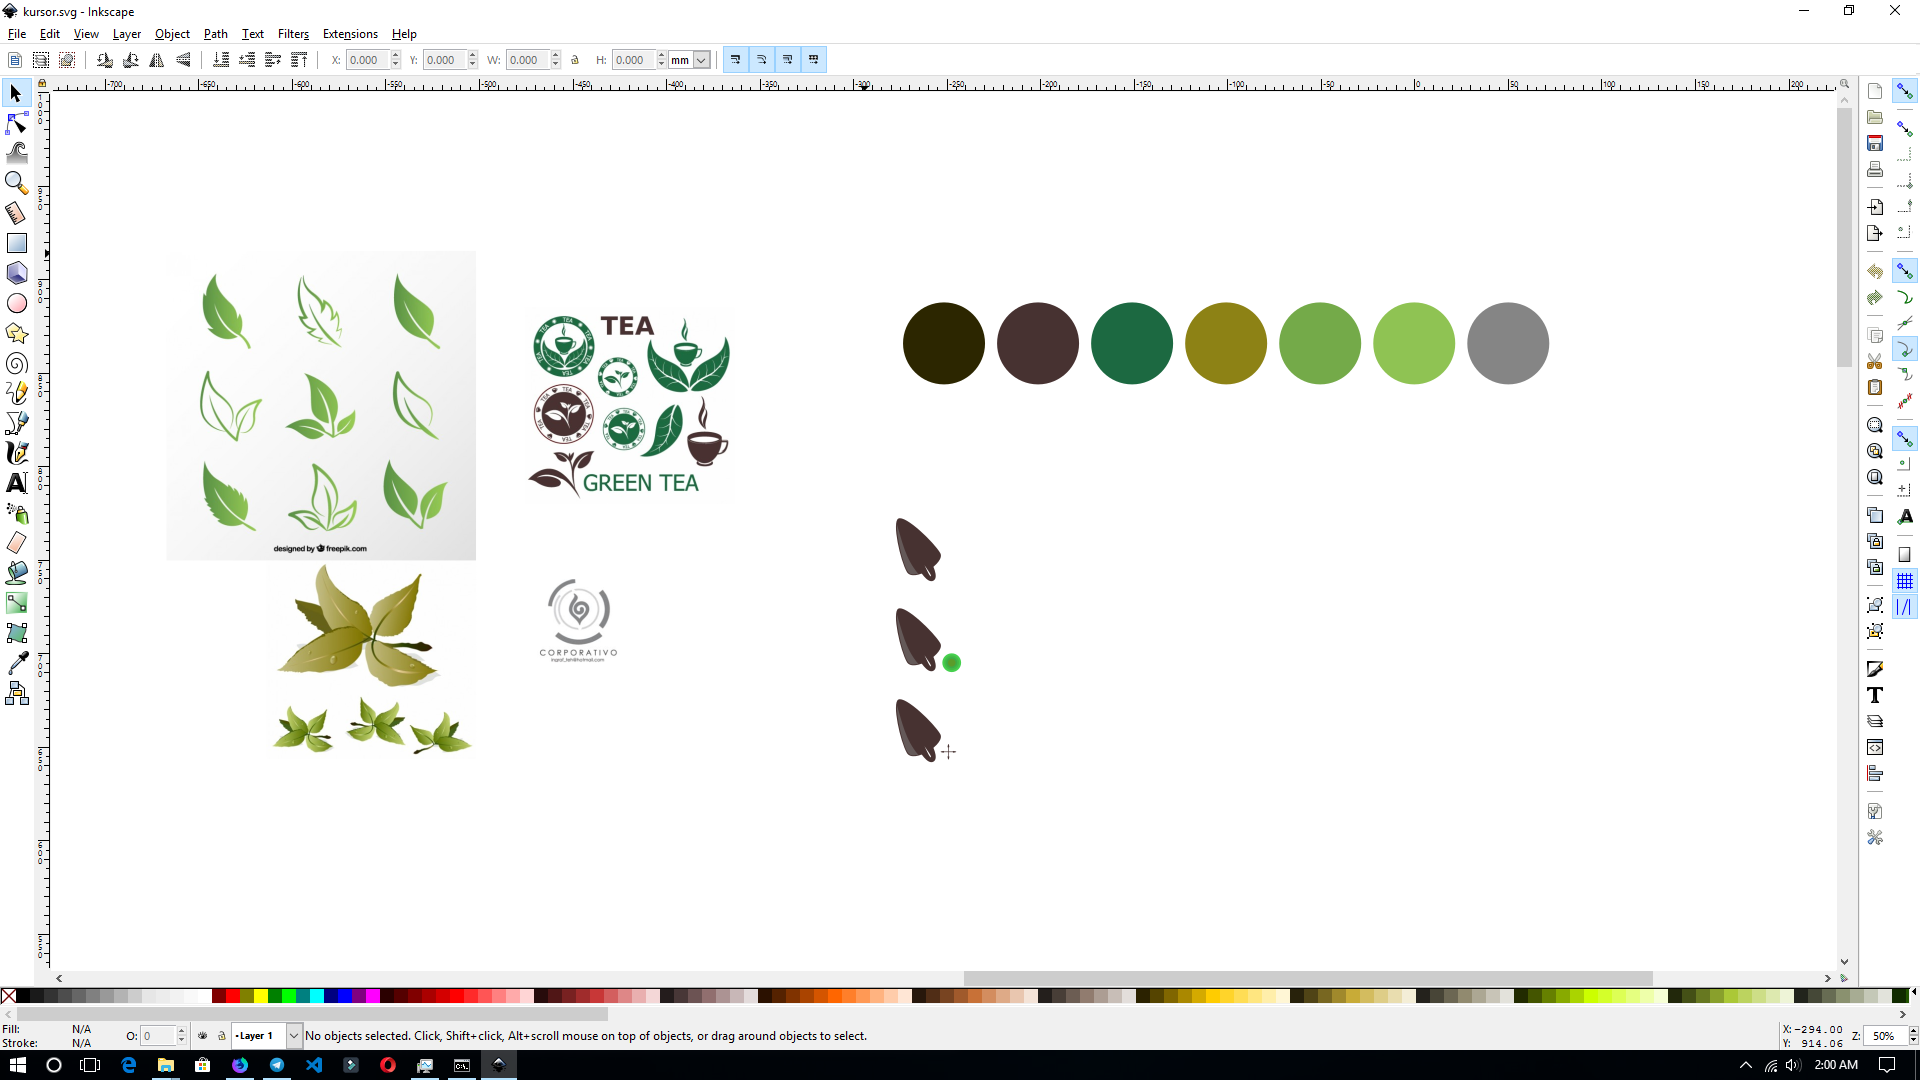 kursor.svg - Inkscape
File Edit View Layer Object Path Text Filters Extensions Help
X: 0.000 Y: 0.000 W: 0.000 H: 0.000 mm
-700 -650 -600 -550 -500 -450 -400 -350 -300 -250 -200 -150 -100 -50 0 50 100 150 200
TEA
GREEN TEA
designed by freepik.com
CORPORATIVO
Fill: N/A
Stroke: N/A
O: 0
•Layer 1
No objects selected. Click, Shift+click, Alt+scroll mouse on top of objects, or drag around objects to select.
X: -294.00
Y: 914.06
Z: 50%
2:00 AM